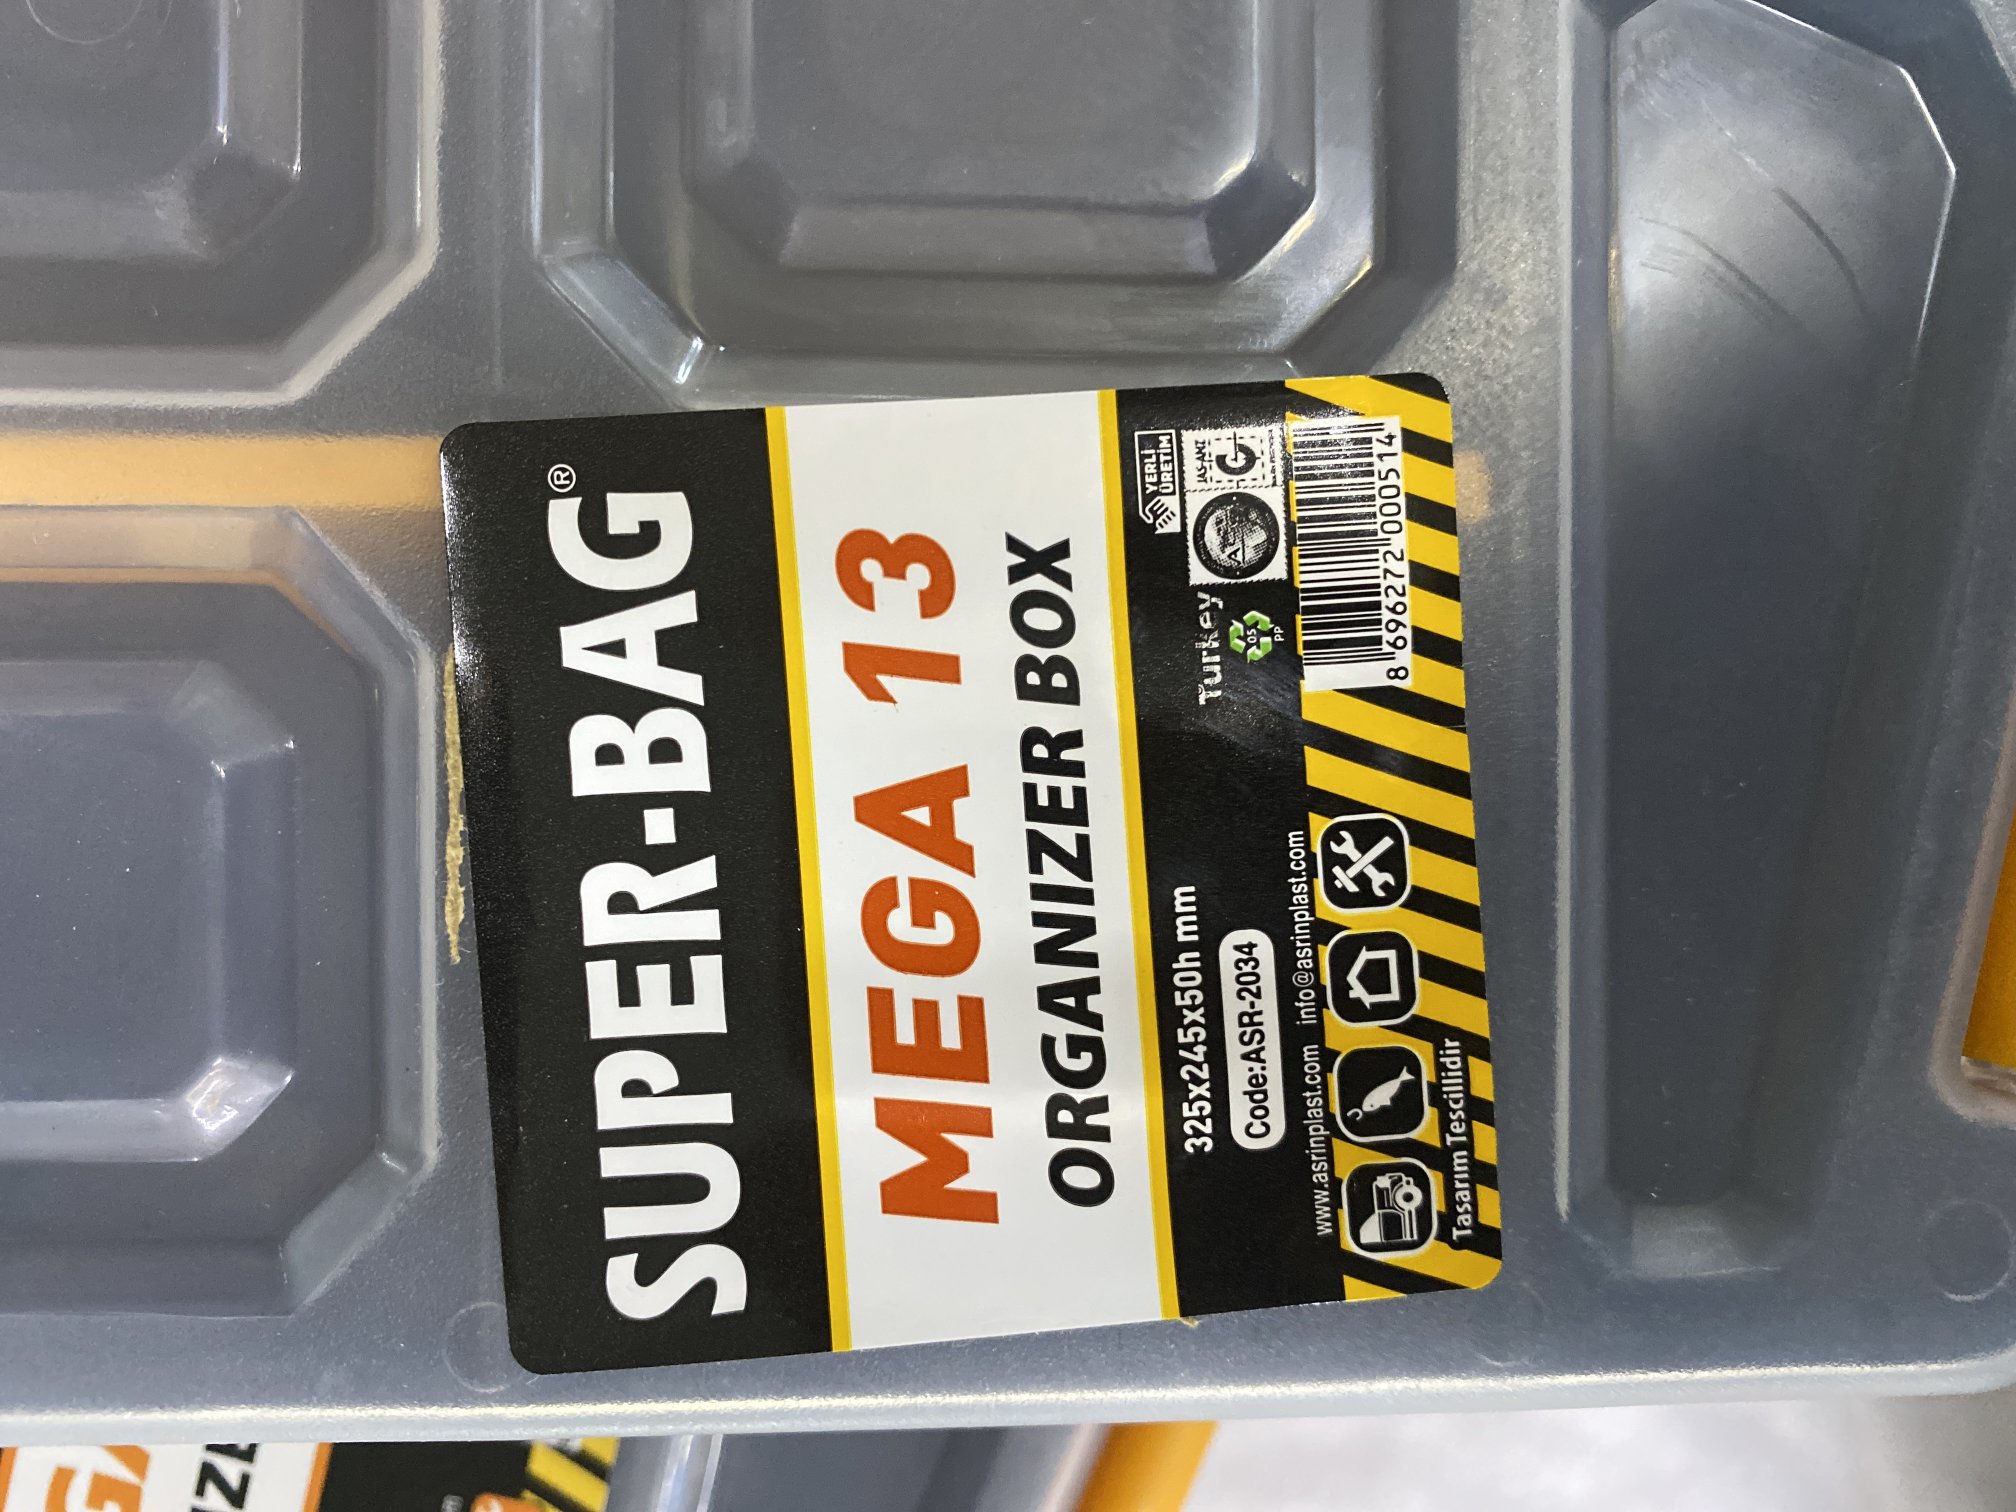 SUPER-BAG®
MEGA 13
ORGANIZER BOX
325x245x50h mm
Code:ASR-2034
www.asrinplast.com info@asrinplast.com
Tasarım Tescillidir
YERLİ
ÜRETİM
Turkey
G
05
PP
8 696272 000514